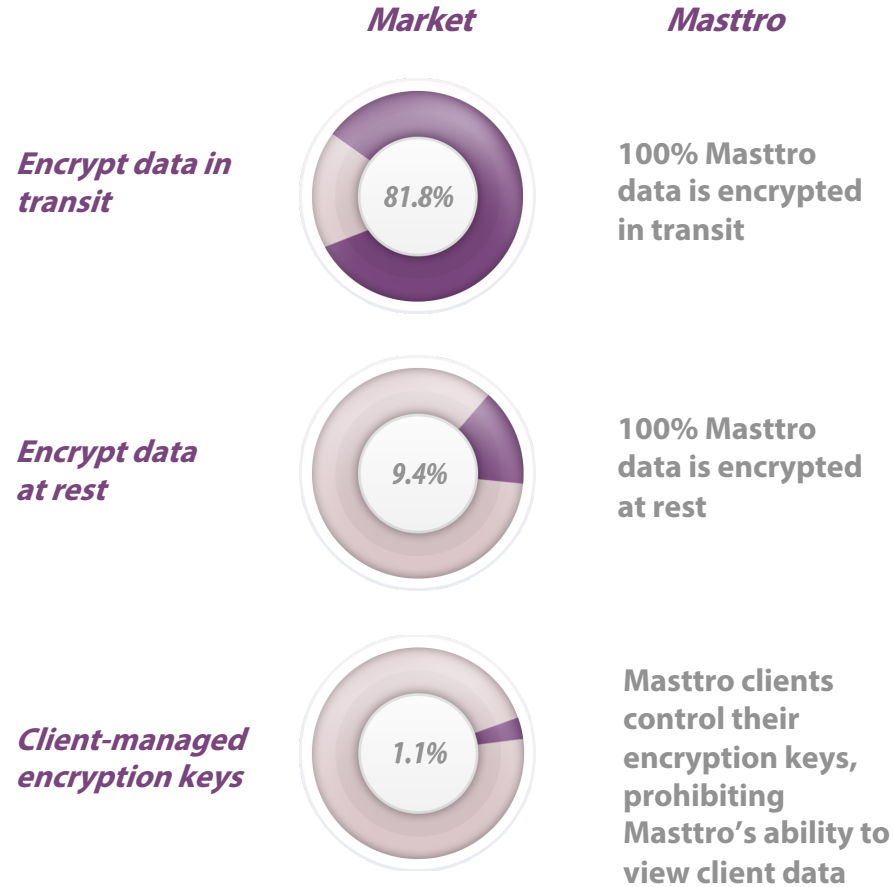 Market
Masttro
Encrypt data in
transit
81.8%
100% Masttro
data is encrypted
in transit
Encrypt data
at rest
9.4%
100% Masttro
data is encrypted
at rest
Client-managed
encryption keys
1.1%
Masttro clients
control their
encryption keys,
prohibiting
Masttro’s ability to
view client data